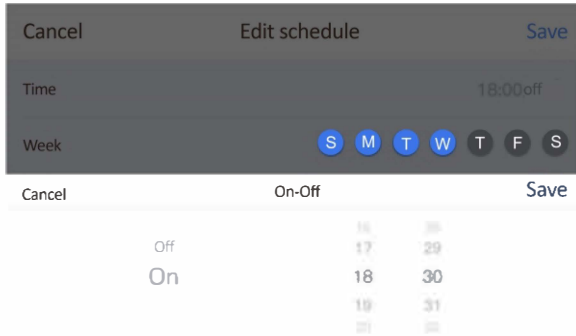 Cancel Edit schedule Save
Time 18:00off
Week S M T W T F S
Cancel On-Off Save
Off 17 29
On 18 30
19 31